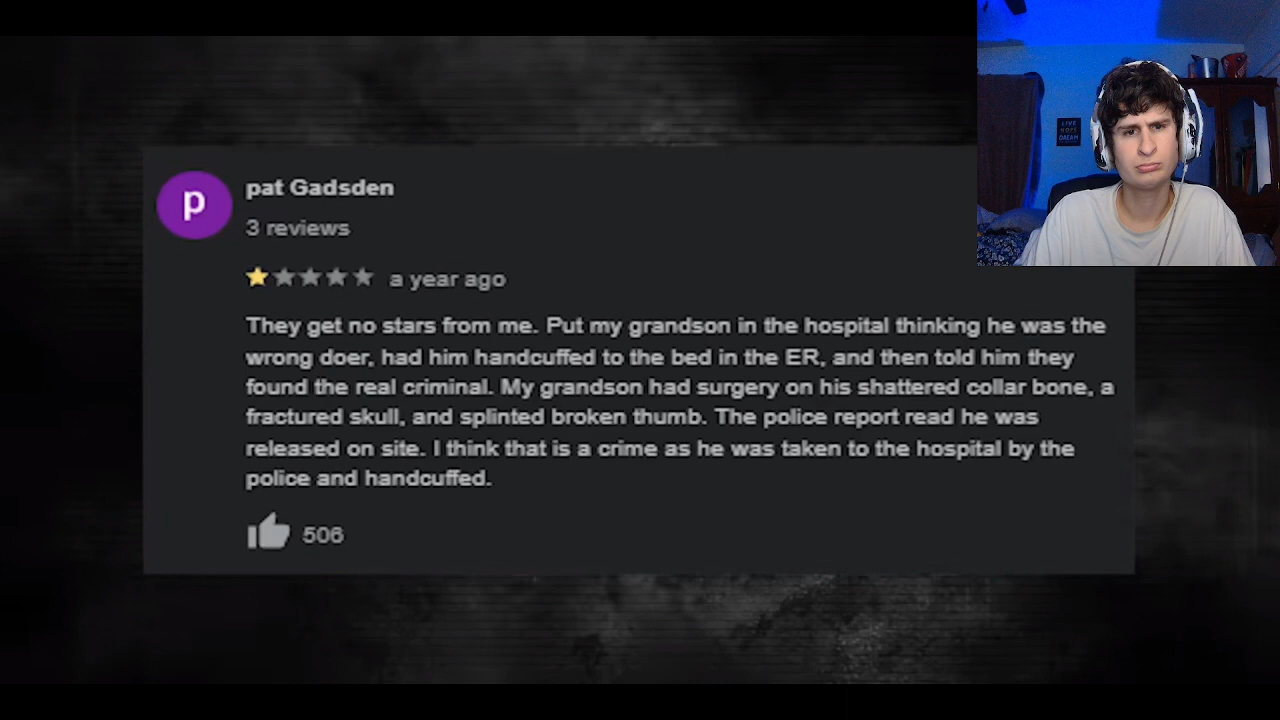 P
pat Gadsden
3 reviews
a year ago
They get no stars from me. Put my grandson in the hospital thinking he was the
wrong doer, had him handcuffed to the bed in the ER, and then told him they
found the real criminal. My grandson had surgery on his shattered collar bone, a
fractured skull, and splinted broken thumb. The police report read he was
released on site. I think that is a crime as he was taken to the hospital by the
police and handcuffed.
506
LIVE
HOPE
DREAM